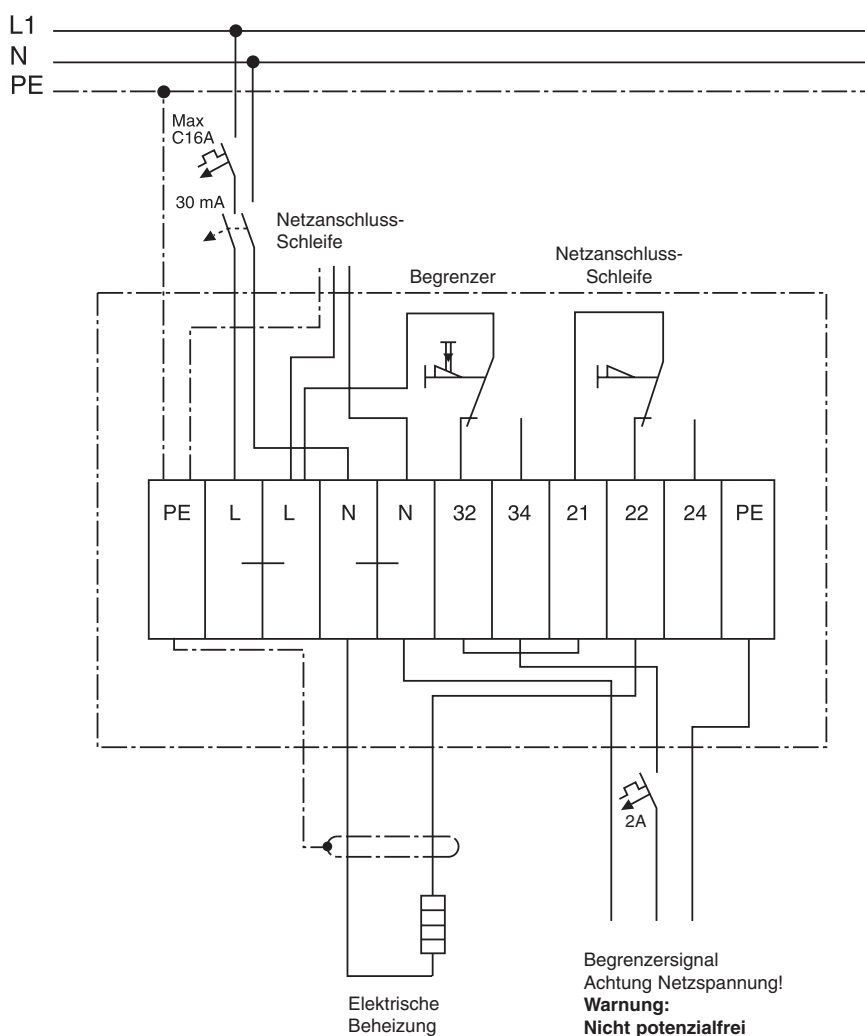 L1
N
PE
Max
C16A
30 mA
Netzanschluss-
Schleife
Begrenzer
Netzanschluss-
Schleife
PE L L N N 32 34 21 22 24 PE
2A
Elektrische
Beheizung
Begrenzersignal
Achtung Netzspannung!
Warnung:
Nicht potenzialfrei